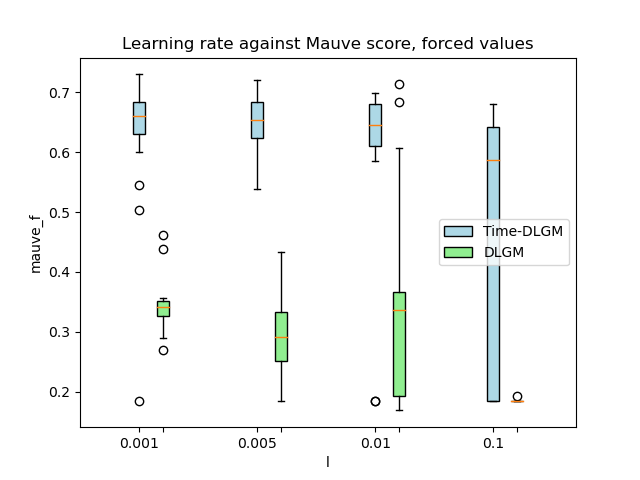 Learning rate against Mauve score, forced values
0.7
0.6
0.5
0.4
0.3
0.2
mauve_f
Time-DLGM
DLGM
0.001
0.005
0.01
0.1
l